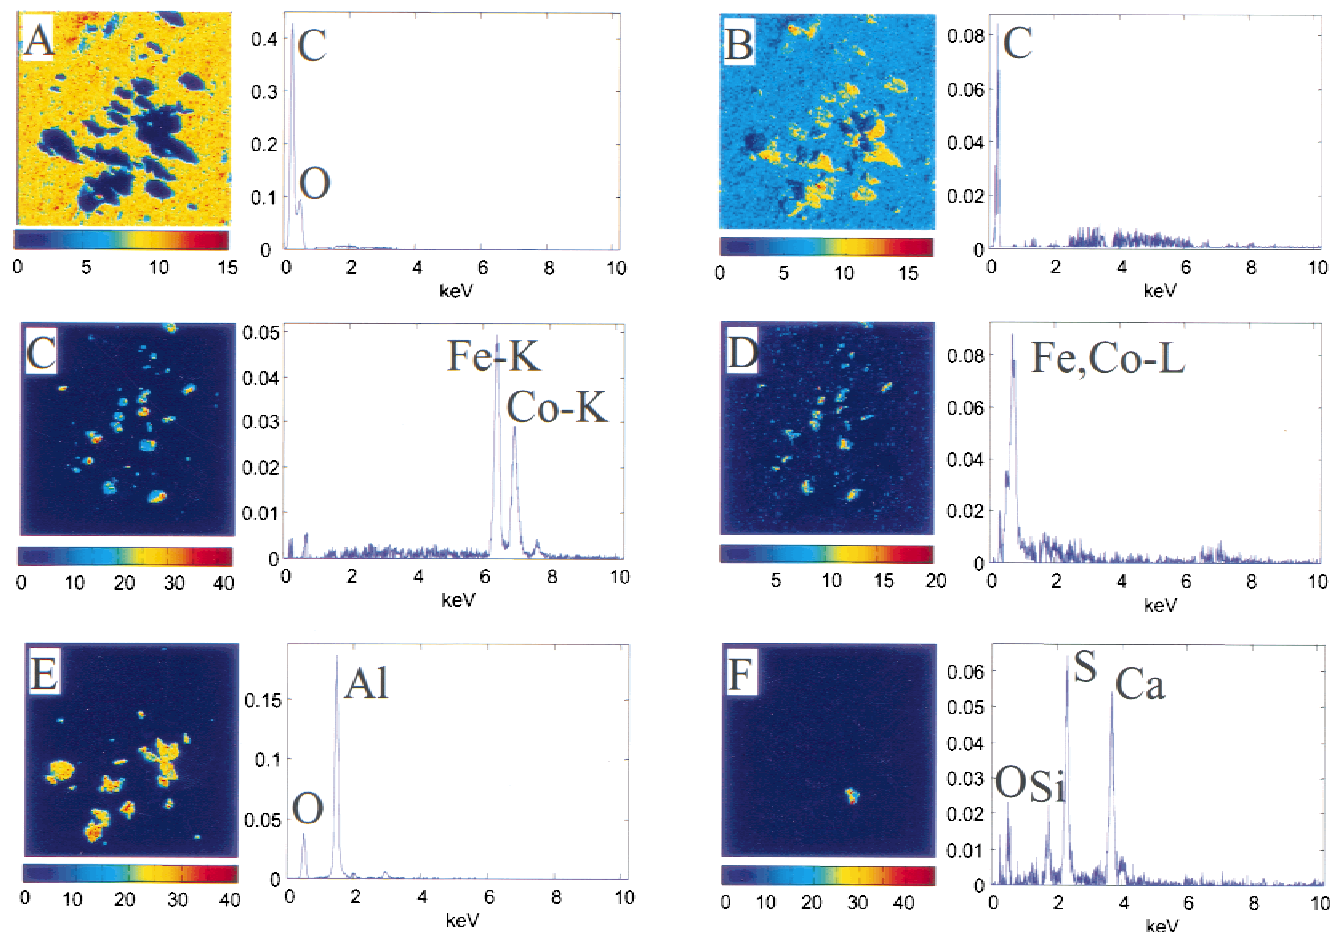 A
C
O
0.4
0.3
0.2
0.1
0
0 5 10 15
0 2 4 6 8 10
keV
B
C
0.08
0.06
0.04
0.02
0
0 5 10 15
0 2 4 6 8 10
keV
C
Fe-K
Co-K
0.05
0.04
0.03
0.02
0.01
0
0 10 20 30 40
0 2 4 6 8 10
keV
D
Fe,Co-L
0.08
0.06
0.04
0.02
0
5 10 15 20
0 2 4 6 8 10
keV
E
Al
O
0.15
0.1
0.05
0
10 20 30 40
0 2 4 6 8 10
keV
F
S
Ca
O Si
0.06
0.05
0.04
0.03
0.02
0.01
0
0 10 20 30 40
0 2 4 6 8 10
keV